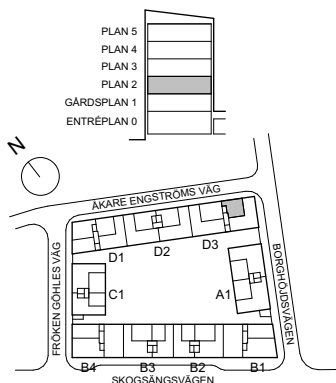 PLAN 5
PLAN 4
PLAN 3
PLAN 2
GÅRDSPLAN 1
ENTRÉPLAN 0
N
ÅKARE ENGSTRÖMS VÄG
D1
D2
D3
FRÖKEN GÖHLES VÄG
BORGHÖJDSVÄGEN
C1
A1
B4
B3
B2
B1
SKOGSÄNGSVÄGEN